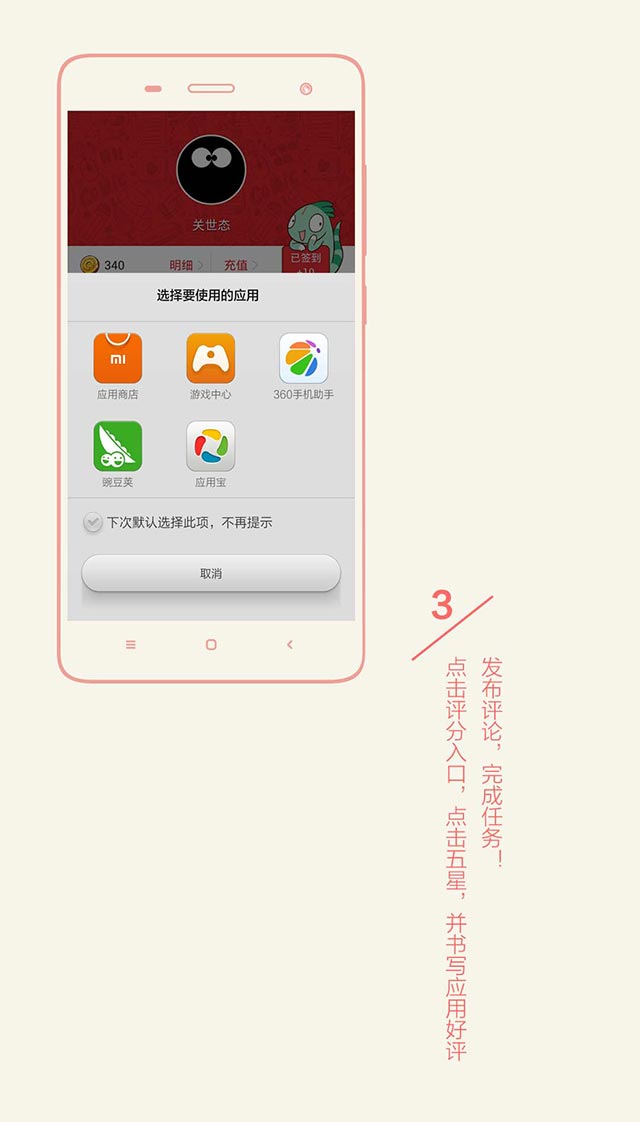 关世态
340
明细
充值
已签到
+10
选择要使用的应用
MI
应用商店
游戏中心
360手机助手
豌豆荚
应用宝
下次默认选择此项，不再提示
取消
3
发布评论，完成任务！
点击评分入口，点击五星，并书写应用好评